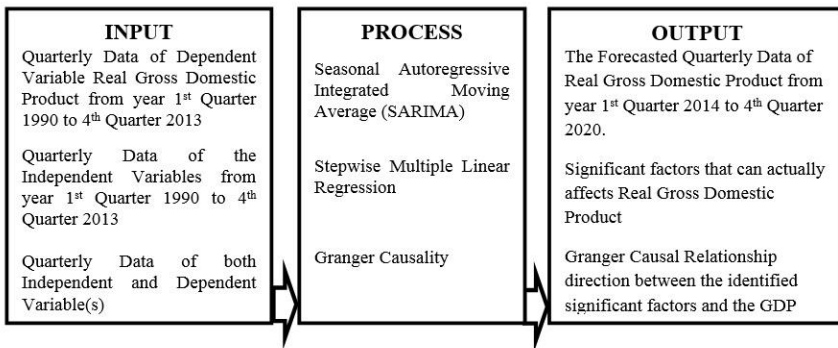 INPUT
Quarterly Data of Dependent
Variable Real Gross Domestic
Product from year 1st Quarter
1990 to 4th Quarter 2013
Quarterly Data of the
Independent Variables from
year 1st Quarter 1990 to 4th
Quarter 2013
Quarterly Data of both
Independent and Dependent
Variable(s)
PROCESS
Seasonal Autoregressive
Integrated Moving
Average (SARIMA)
Stepwise Multiple Linear
Regression
Granger Causality
OUTPUT
The Forecasted Quarterly Data of
Real Gross Domestic Product from
year 1st Quarter 2014 to 4th Quarter
2020.
Significant factors that can actually
affects Real Gross Domestic
Product
Granger Causal Relationship
direction between the identified
significant factors and the GDP